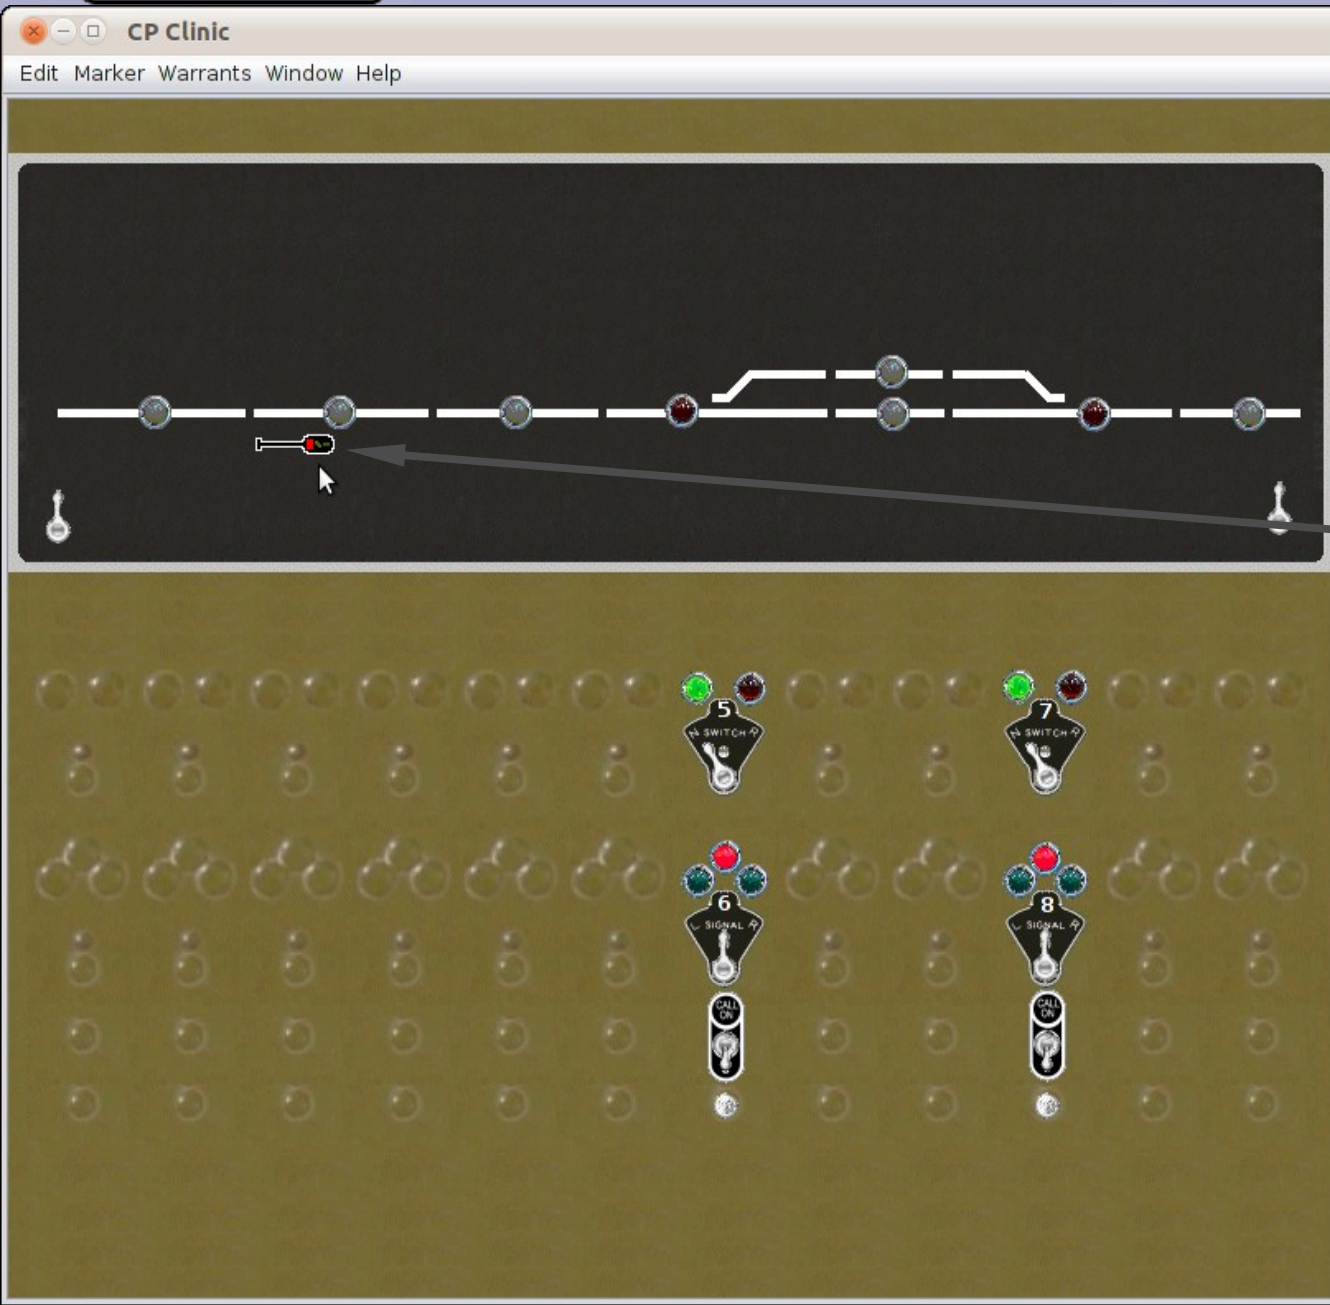 CP Clinic
Edit Marker Warrants Window Help
5 7
N SWITCH R N SWITCH R
6 8
L SIGNAL R L SIGNAL R
CALL CALL
ON ON